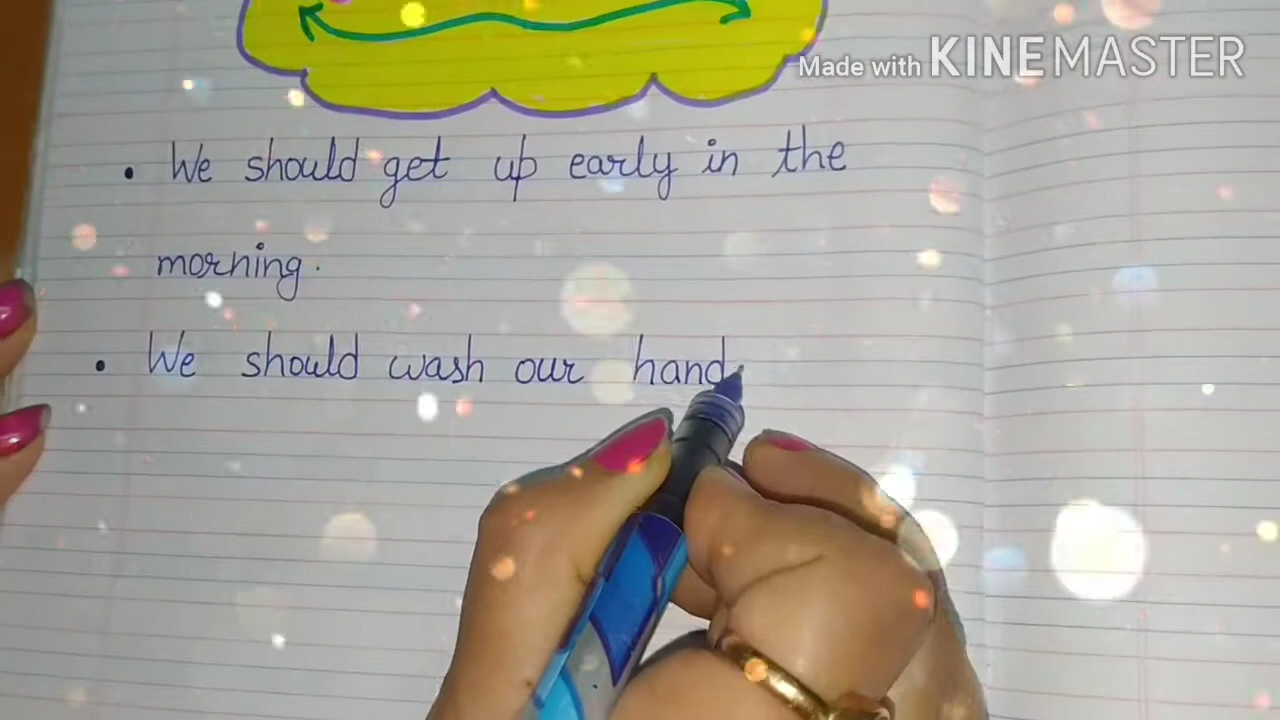 Made with KINEMASTER
• We should get up early in the
morning.
• We should wash our hand